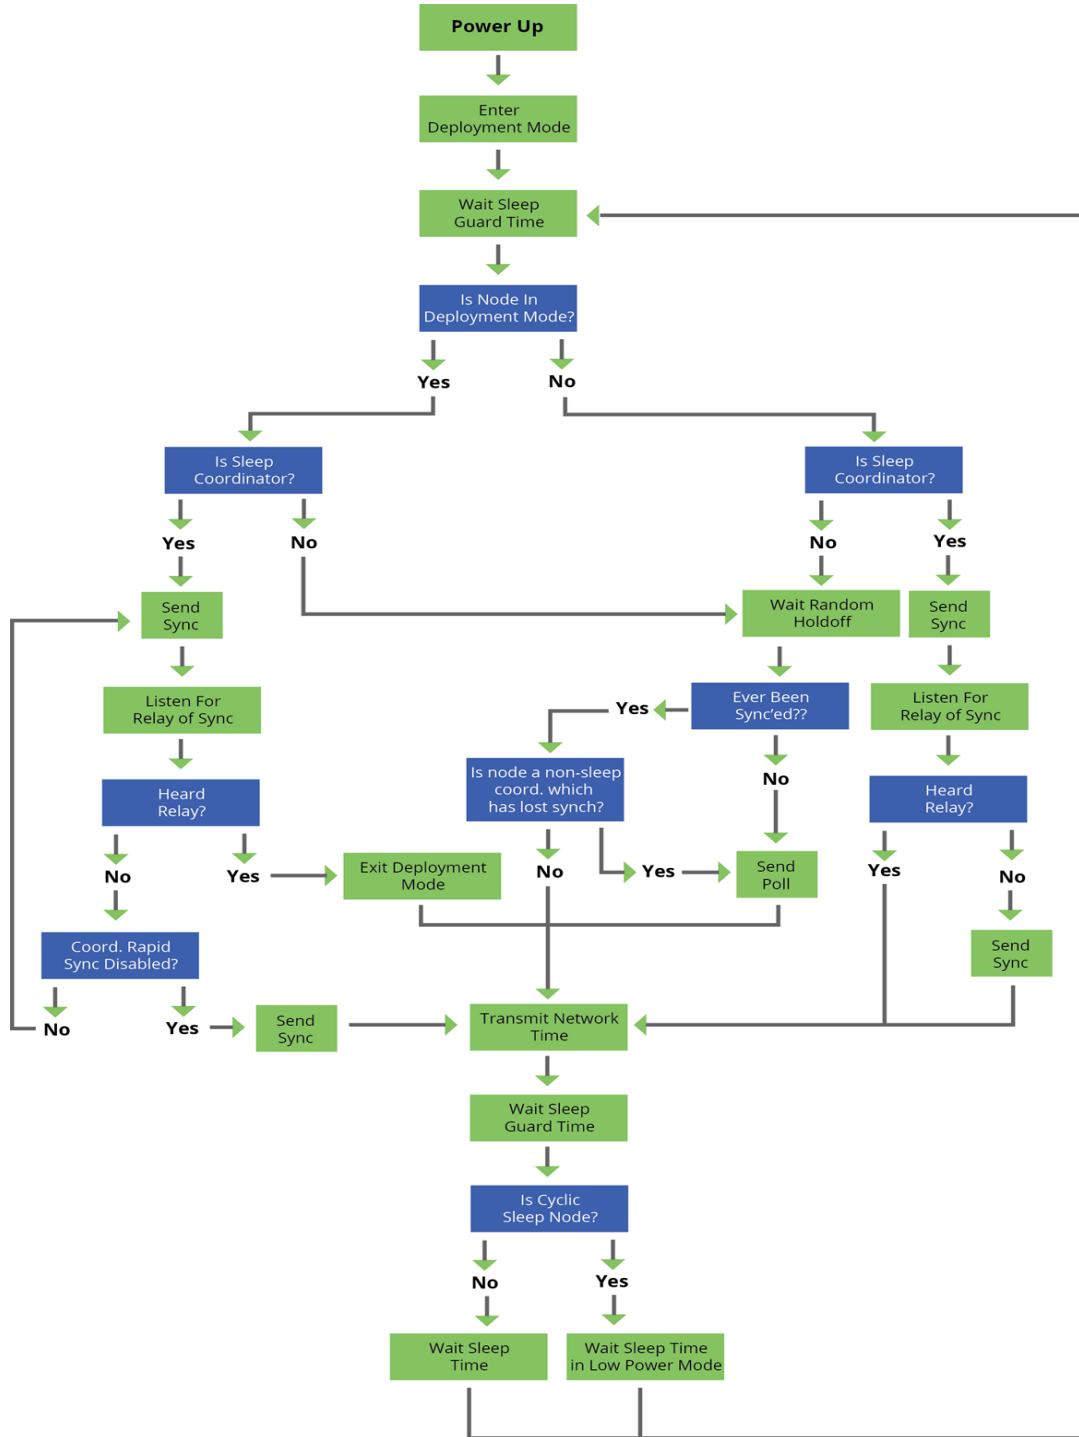 Power Up
Enter
Deployment Mode
Wait Sleep
Guard Time
Is Node In
Deployment Mode?
Yes
No
Is Sleep
Coordinator?
Is Sleep
Coordinator?
Yes
No
No
Yes
Send
Sync
Wait Random
Holdoff
Send
Sync
Listen For
Relay of Sync
Yes
Ever Been
Sync'ed??
Listen For
Relay of Sync
Heard
Relay?
Is node a non-sleep
coord. which
has lost synch?
No
Heard
Relay?
No
Yes
Exit Deployment
Mode
No
Yes
Send
Poll
Yes
No
Coord. Rapid
Sync Disabled?
Send
Sync
No
Yes
Send
Sync
Transmit Network
Time
Wait Sleep
Guard Time
Is Cyclic
Sleep Node?
No
Yes
Wait Sleep
Time
Wait Sleep Time
in Low Power Mode